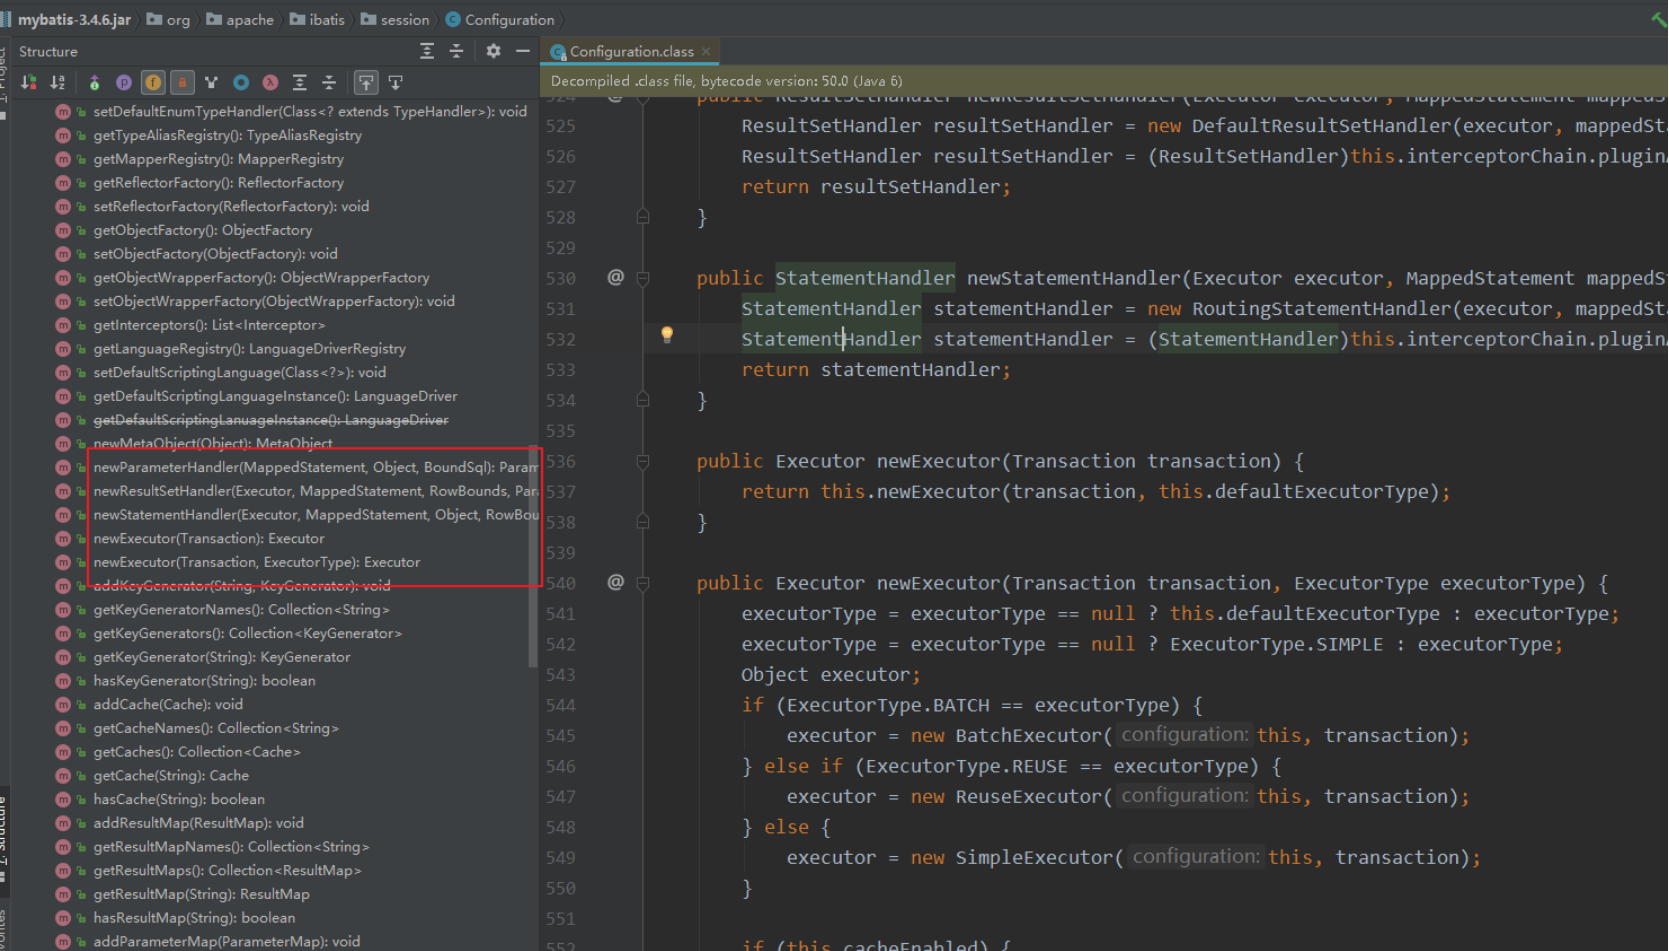 mybatis-3.4.6.jar org apache ibatis session Configuration
Structure
Configuration.class
Decompiled .class file, bytecode version: 50.0 (Java 6)
setDefaultEnumTypeHandler(Class<? extends TypeHandler>): void
getTypeAliasRegistry(): TypeAliasRegistry
getMapperRegistry(): MapperRegistry
getReflectorFactory(): ReflectorFactory
setReflectorFactory(ReflectorFactory): void
getObjectFactory(): ObjectFactory
setObjectFactory(ObjectFactory): void
getObjectWrapperFactory(): ObjectWrapperFactory
setObjectWrapperFactory(ObjectWrapperFactory): void
getInterceptors(): List<Interceptor>
getLanguageRegistry(): LanguageDriverRegistry
setDefaultScriptingLanguage(Class<?>): void
getDefaultScriptingLanguageInstance(): LanguageDriver
getDefaultScriptingLanuageInstance(): LanguageDriver
newMetaObject(Object): MetaObject
newParameterHandler(MappedStatement, Object, BoundSql): Param
newResultSetHandler(Executor, MappedStatement, RowBounds, Par
newStatementHandler(Executor, MappedStatement, Object, RowBou
newExecutor(Transaction): Executor
newExecutor(Transaction, ExecutorType): Executor
addKeyGenerator(String, KeyGenerator): void
getKeyGeneratorNames(): Collection<String>
getKeyGenerators(): Collection<KeyGenerator>
getKeyGenerator(String): KeyGenerator
hasKeyGenerator(String): boolean
addCache(Cache): void
getCacheNames(): Collection<String>
getCaches(): Collection<Cache>
getCache(String): Cache
hasCache(String): boolean
addResultMap(ResultMap): void
getResultMapNames(): Collection<String>
getResultMaps(): Collection<ResultMap>
getResultMap(String): ResultMap
hasResultMap(String): boolean
addParameterMap(ParameterMap): void
524 public ResultSetHandler newResultSetHandler(Executor executor, MappedStatement mappedS
525 ResultSetHandler resultSetHandler = new DefaultResultSetHandler(executor, mappedSta
526 ResultSetHandler resultSetHandler = (ResultSetHandler)this.interceptorChain.pluginA
527 return resultSetHandler;
528 }
529
530 @ public StatementHandler newStatementHandler(Executor executor, MappedStatement mappedSt
531 StatementHandler statementHandler = new RoutingStatementHandler(executor, mappedSta
532 StatementHandler statementHandler = (StatementHandler)this.interceptorChain.pluginA
533 return statementHandler;
534 }
535
536 public Executor newExecutor(Transaction transaction) {
537 return this.newExecutor(transaction, this.defaultExecutorType);
538 }
539
540 @ public Executor newExecutor(Transaction transaction, ExecutorType executorType) {
541 executorType = executorType == null ? this.defaultExecutorType : executorType;
542 executorType = executorType == null ? ExecutorType.SIMPLE : executorType;
543 Object executor;
544 if (ExecutorType.BATCH == executorType) {
545 executor = new BatchExecutor( configuration: this, transaction);
546 } else if (ExecutorType.REUSE == executorType) {
547 executor = new ReuseExecutor( configuration: this, transaction);
548 } else {
549 executor = new SimpleExecutor( configuration: this, transaction);
550 }
551
552 if (this.cacheEnabled) {